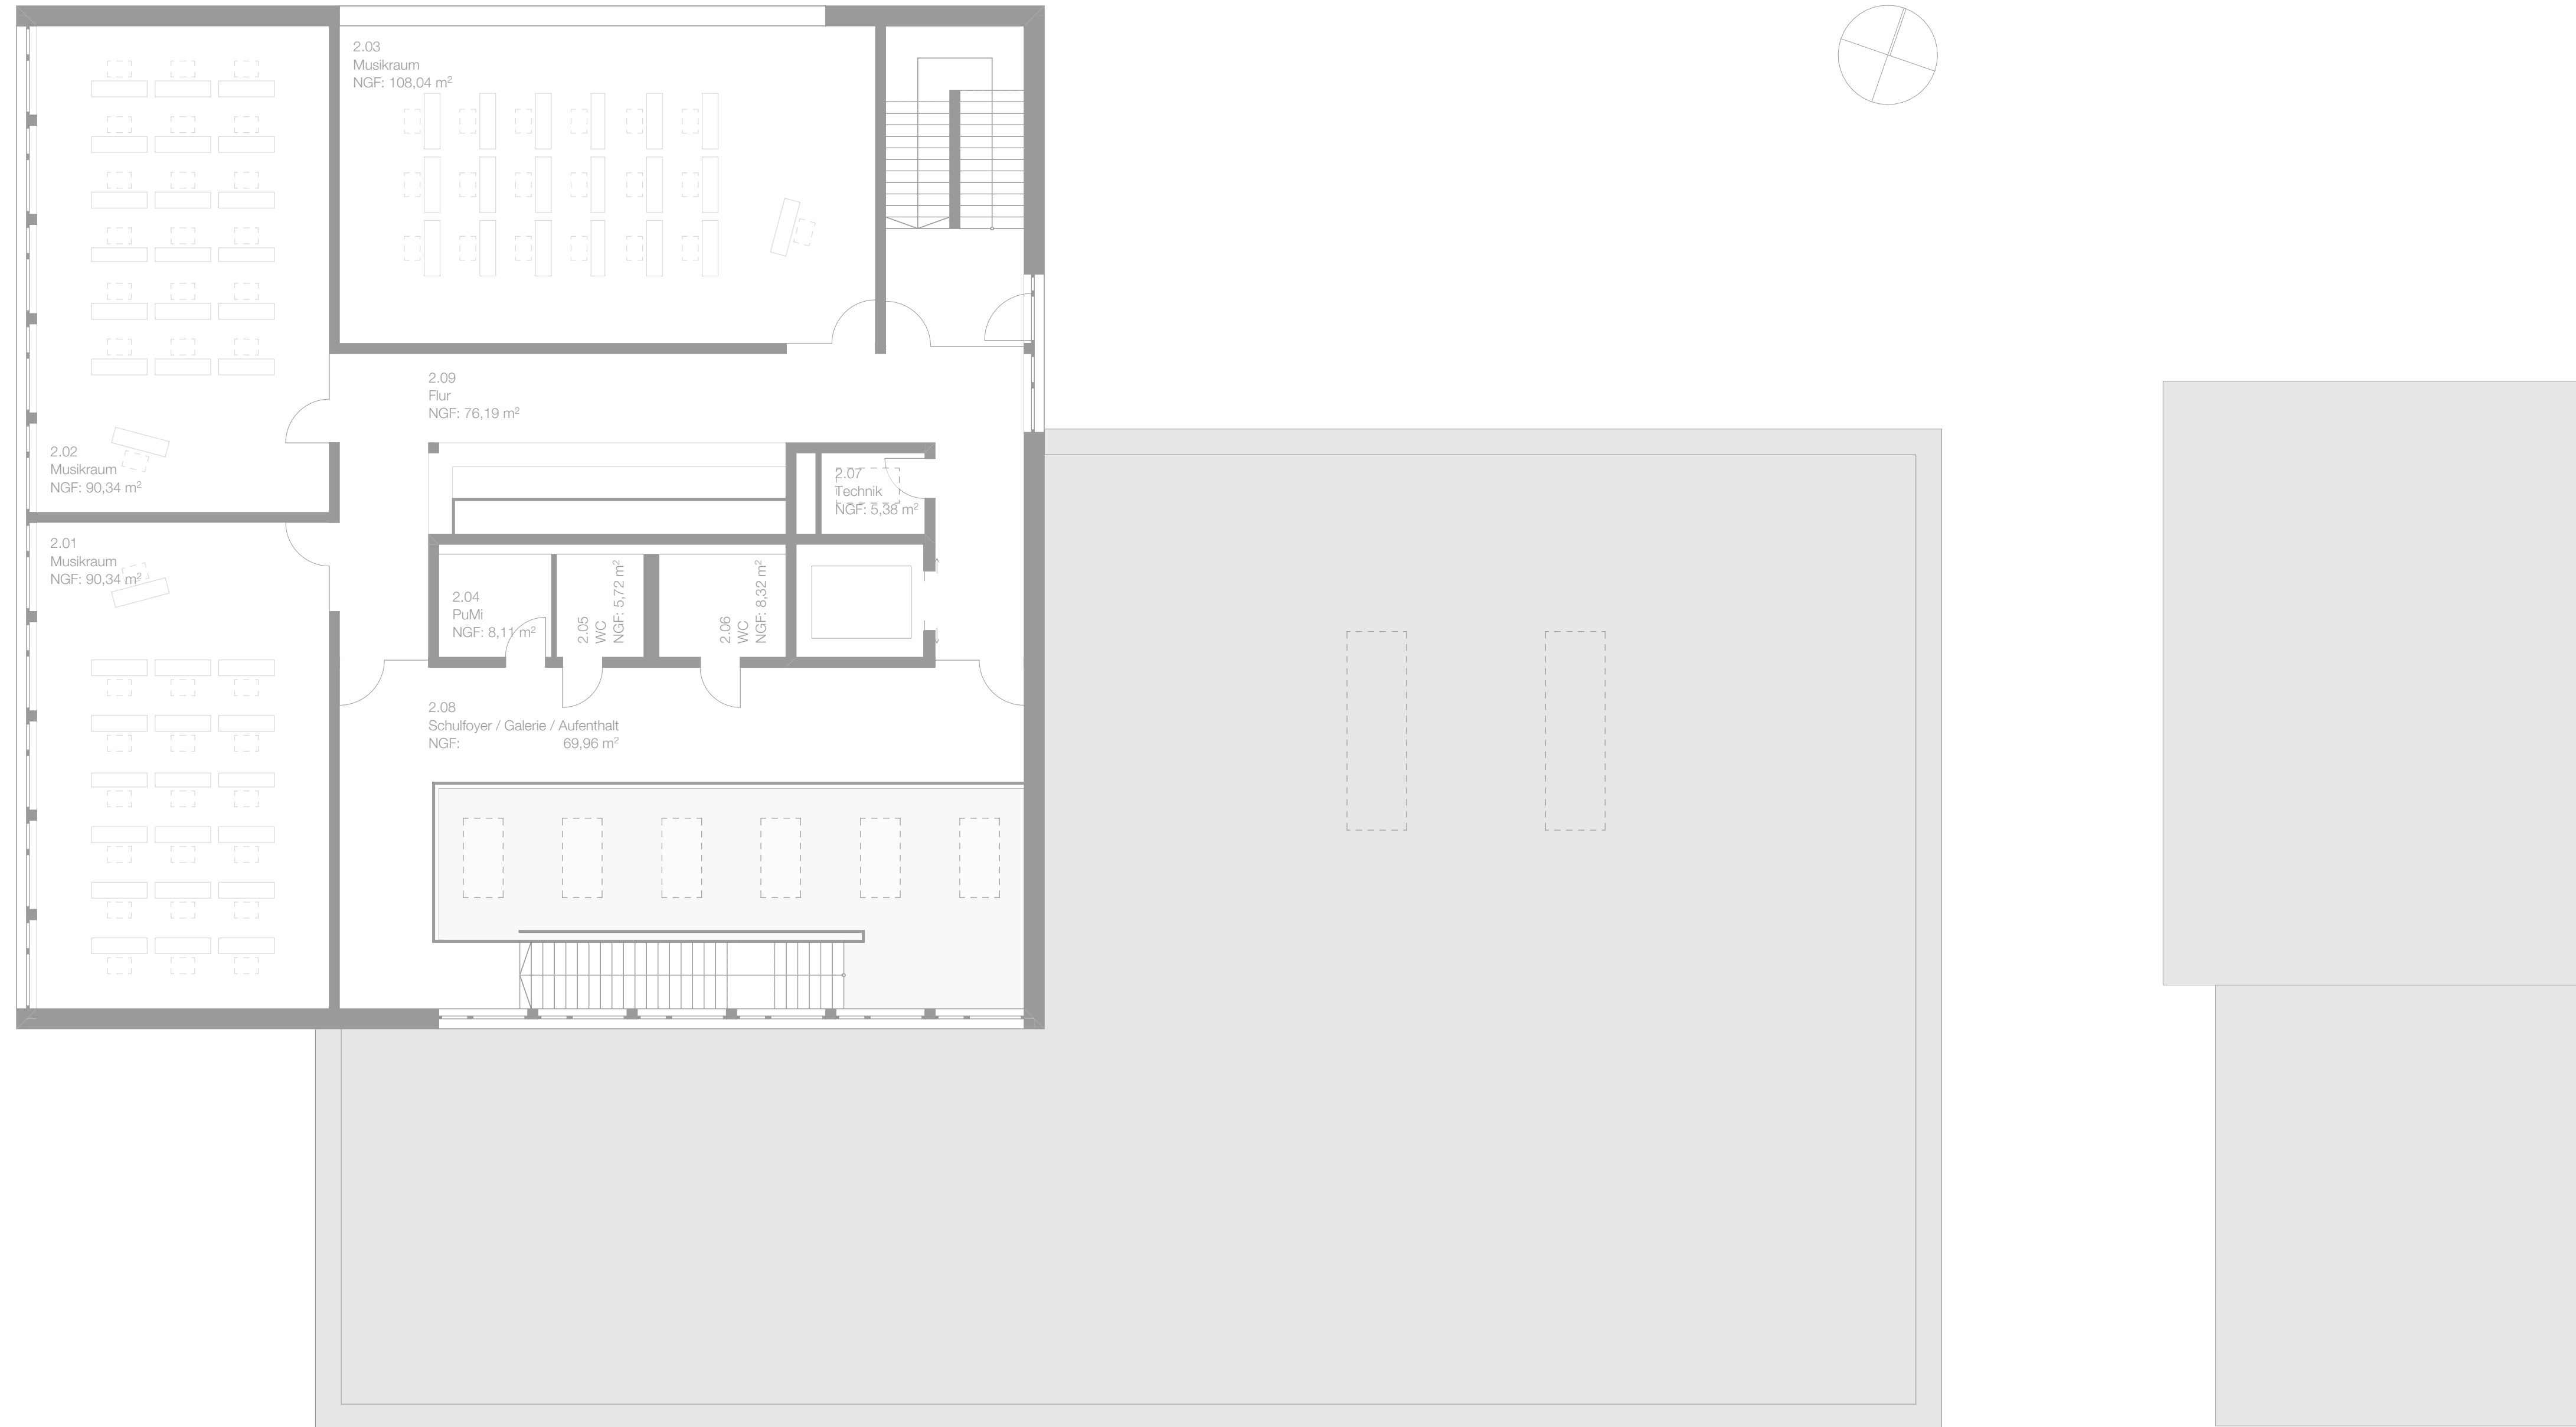 2.03
Musikraum
NGF: 108,04 m²
2.09
Flur
NGF: 76,19 m²
2.02
Musikraum
NGF: 90,34 m²
2.07
Technik
NGF: 5,38 m²
2.01
Musikraum
NGF: 90,34 m²
2.04
PuMi
NGF: 8,11 m²
2.05
WC
NGF: 5,72 m²
2.06
WC
NGF: 8,32 m²
2.08
Schulfoyer / Galerie / Aufenthalt
NGF: 69,96 m²